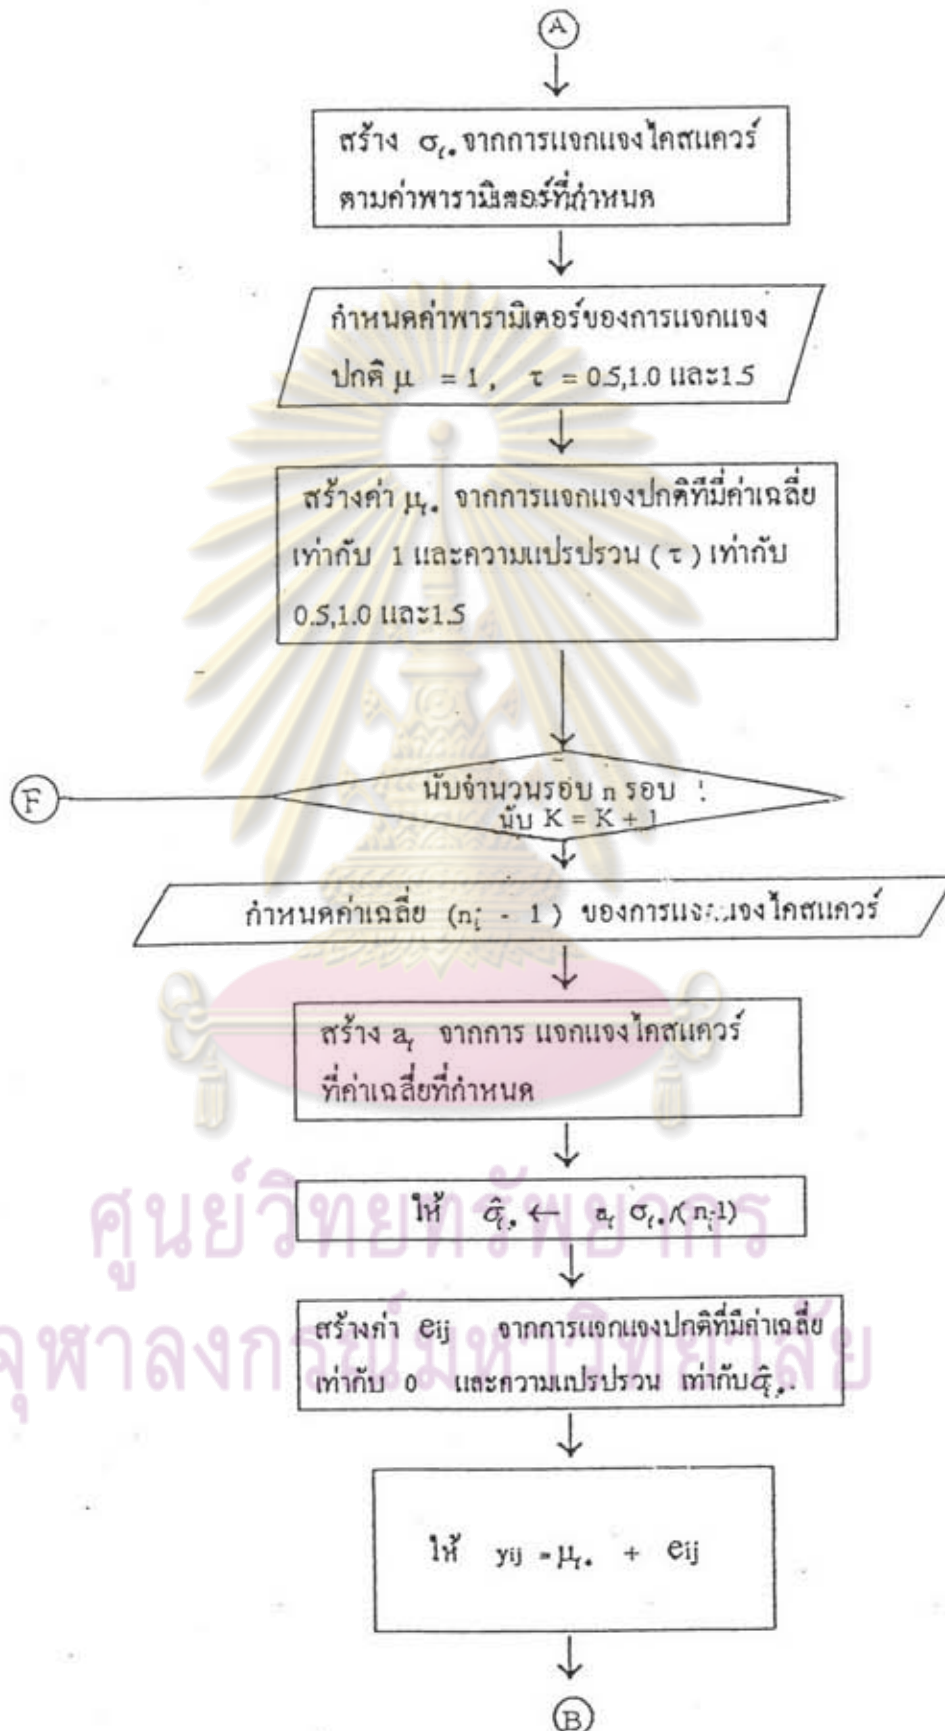 A
สร้าง σᵢ• จากการแจกแจงไคสแควร์
ตามค่าพารามิเตอร์ที่กำหนด
กำหนดค่าพารามิเตอร์ของการแจกแจง
ปกติ μ = 1 , τ = 0.5,1.0 และ1.5
สร้างค่า μᵢ• จากการแจกแจงปกติที่มีค่าเฉลี่ย
เท่ากับ 1 และความแปรปรวน ( τ ) เท่ากับ
0.5,1.0 และ1.5
F
นับจำนวนรอบ n รอบ
นับ K = K + 1
กำหนดค่าเฉลี่ย (nᵢ - 1 ) ของการแจกแจงไคสแควร์
สร้าง aᵢ จากการ แจกแจงไคสแควร์
ที่ค่าเฉลี่ยที่กำหนด
ให้ σ̂ᵢ• ← aᵢ σᵢ• /( nᵢ-1)
สร้างค่า eij จากการแจกแจงปกติที่มีค่าเฉลี่ย
เท่ากับ 0 และความแปรปรวน เท่ากับ σ̂ᵢ•
ให้ yij = μᵢ• + eij
B
ศูนย์วิทยทรัพยากร
จุฬาลงกรณ์มหาวิทยาลัย